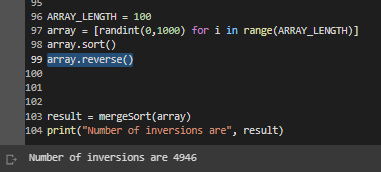 95
96 ARRAY_LENGTH = 100
97 array = [randint(0,1000) for i in range(ARRAY_LENGTH)]
98 array.sort()
99 array.reverse()
100
101
102
103 result = mergeSort(array)
104 print("Number of inversions are", result)
Number of inversions are 4946